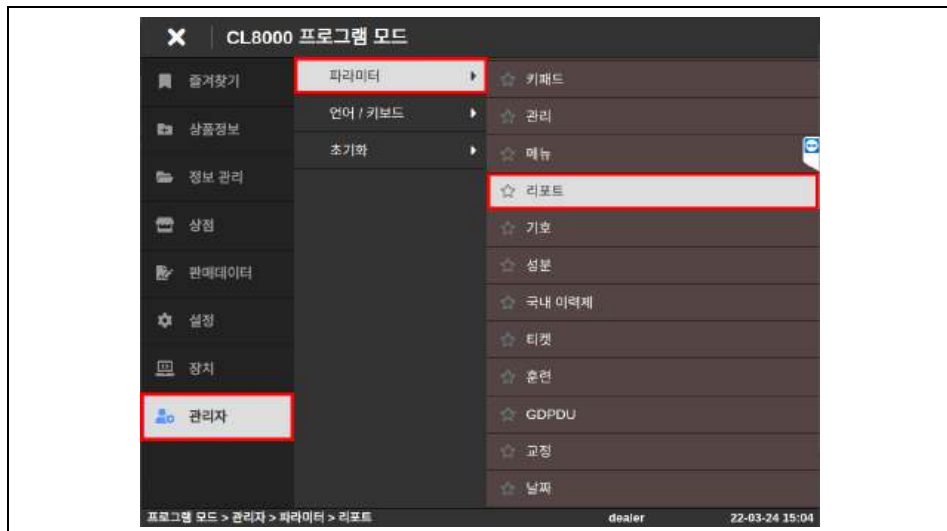 CL8000 프로그램 모드
즐겨찾기
상품정보
정보 관리
상점
판매데이터
설정
장치
관리자
파라미터
언어 / 키보드
초기화
키패드
관리
메뉴
리포트
기호
성분
국내 이력제
티켓
훈련
GDPDU
교정
날짜
프로그램 모드 > 관리자 > 파라미터 > 리포트
dealer
22-03-24 15:04